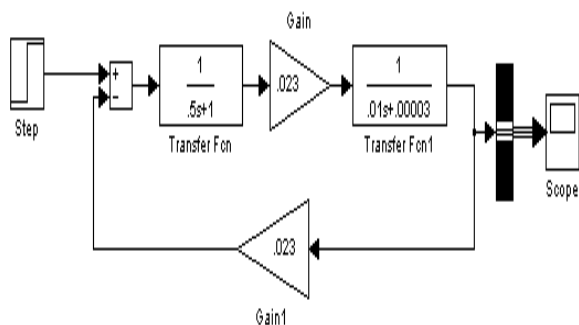 Gain
+
−
1
.5s+1
.023
1
.01s+.00003
Step
Transfer Fcn
Transfer Fcn1
Scope
.023
Gain1